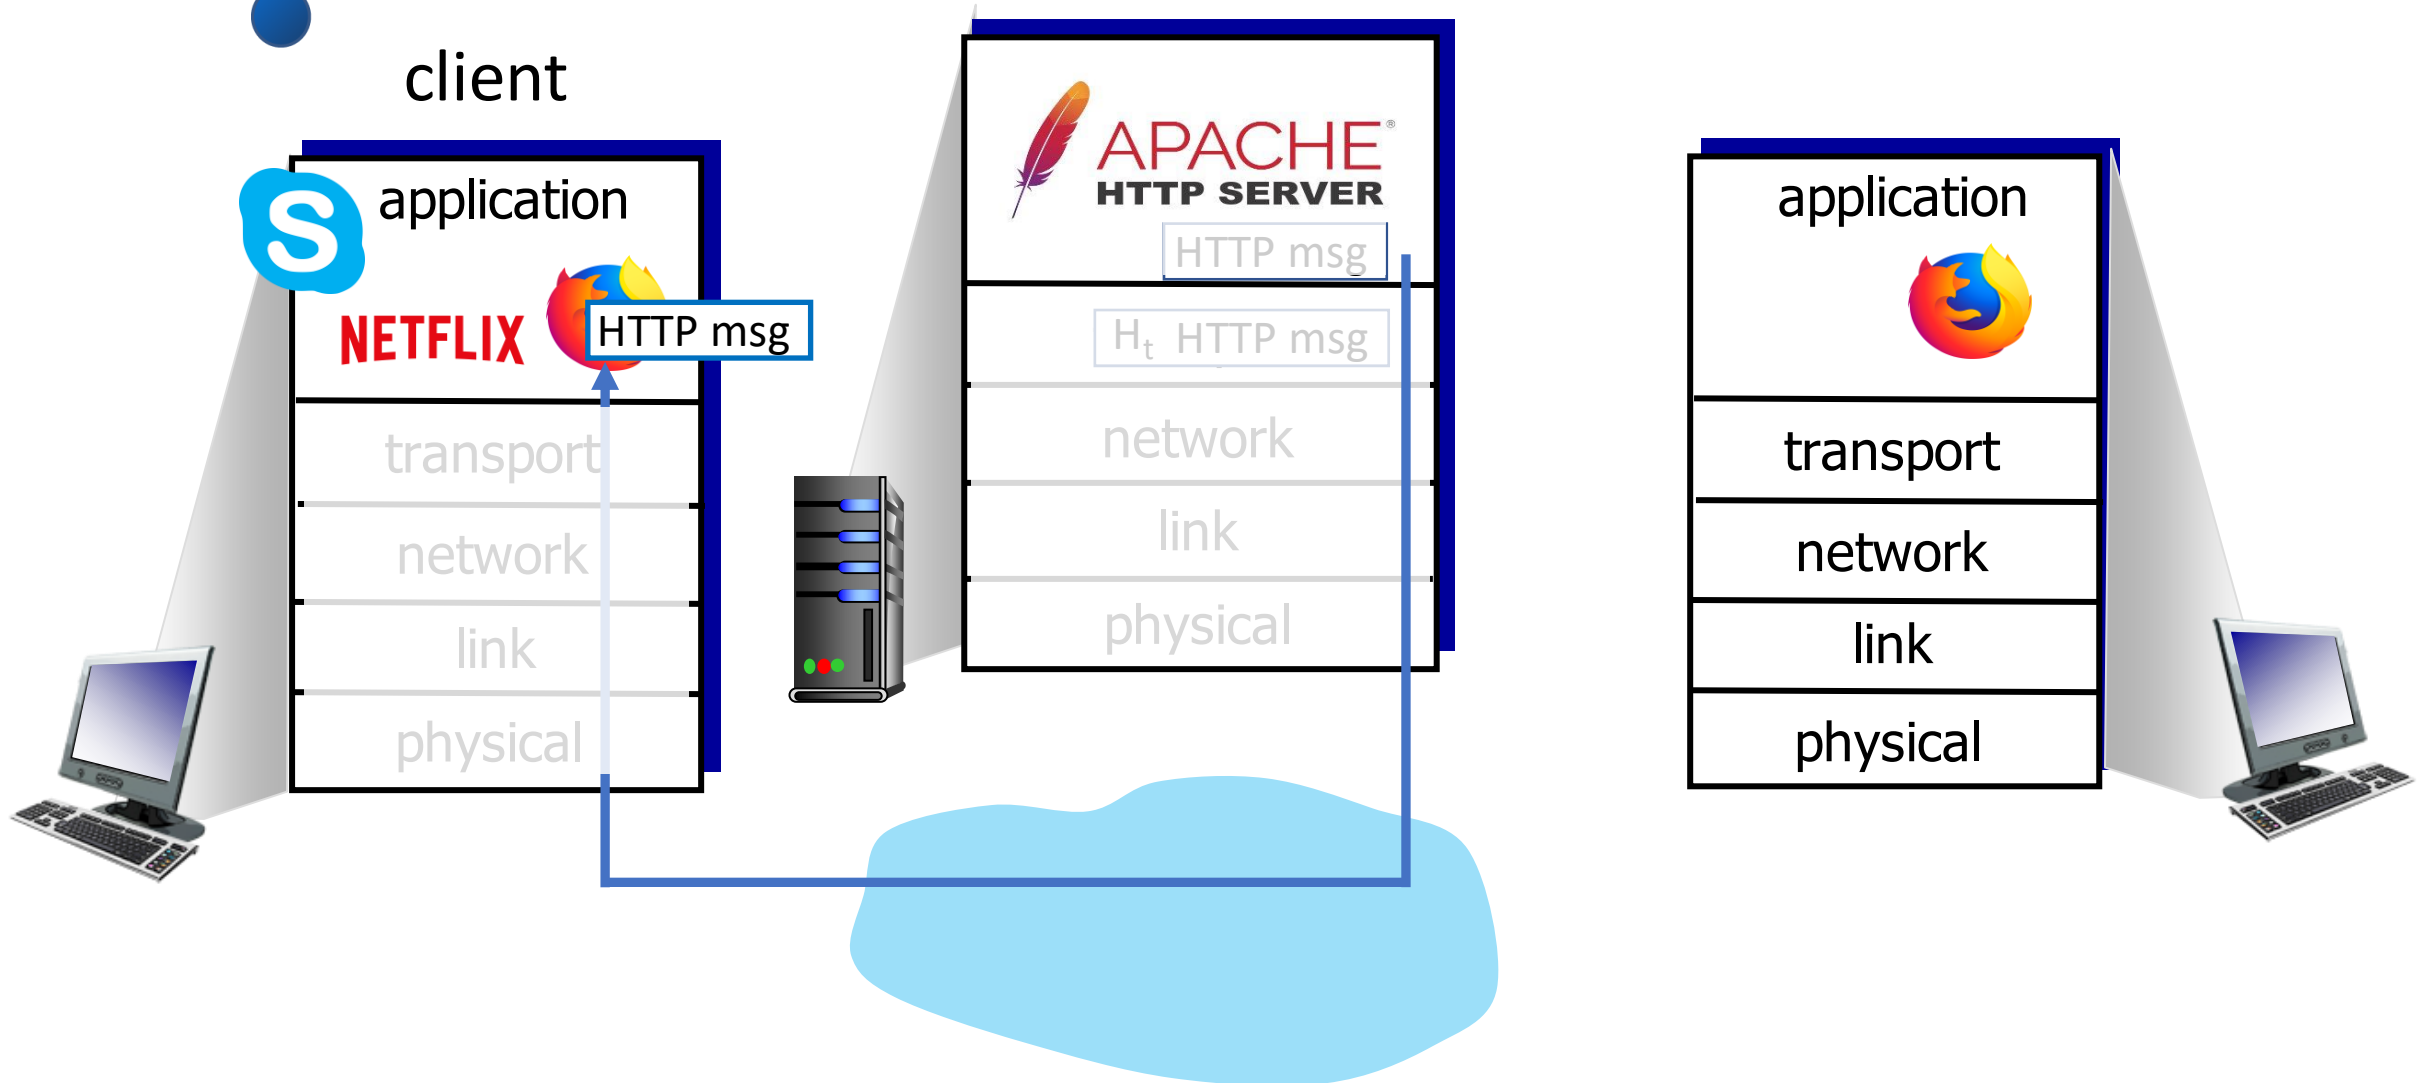 client
application
NETFLIX
HTTP msg
transport
network
link
physical
APACHE®
HTTP SERVER
HTTP msg
Ht HTTP msg
network
link
physical
application
transport
network
link
physical